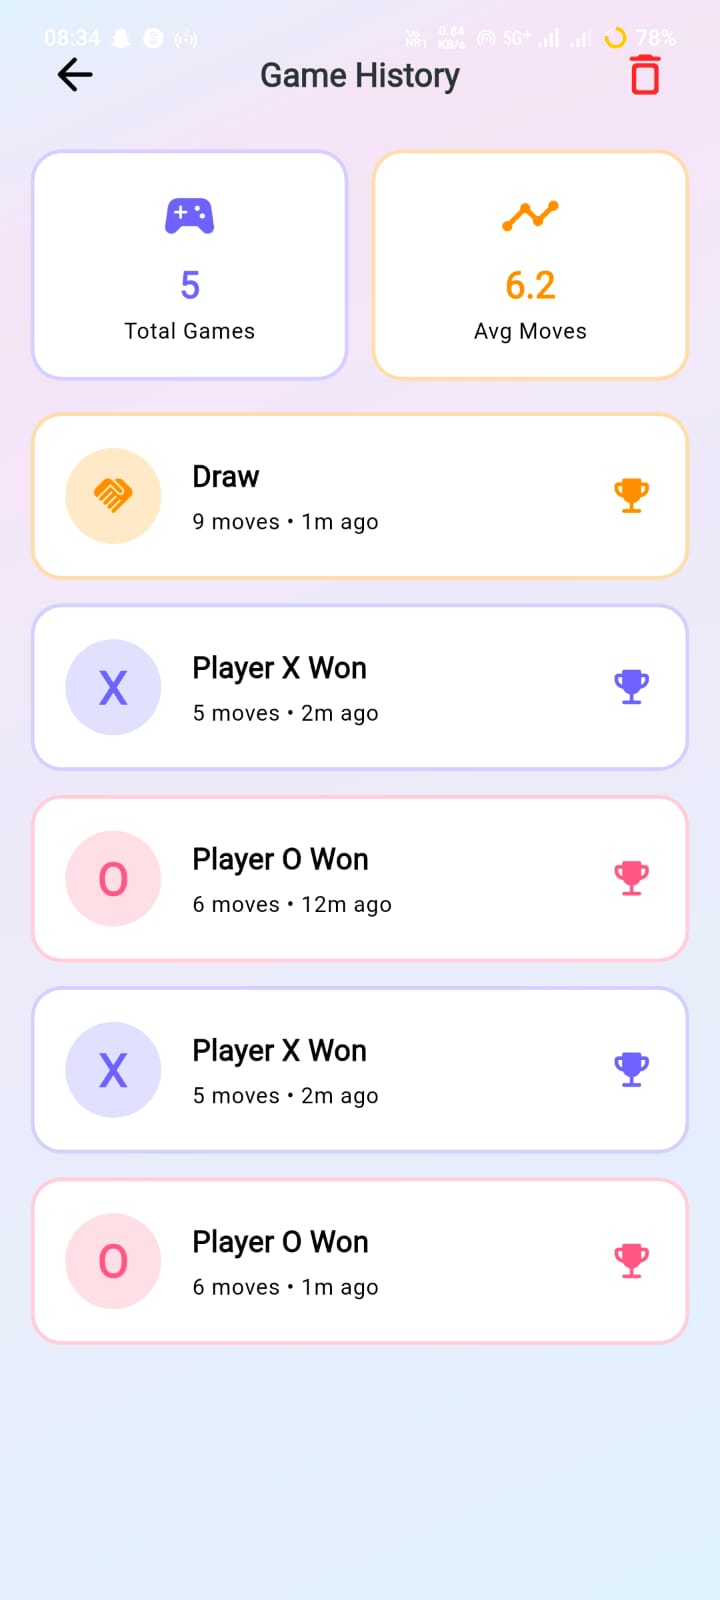 08:34 Vo NR1 0.84 KB/s 5G+ 78%
Game History
5
Total Games
6.2
Avg Moves
Draw
9 moves • 1m ago
X
Player X Won
5 moves • 2m ago
O
Player O Won
6 moves • 12m ago
X
Player X Won
5 moves • 2m ago
O
Player O Won
6 moves • 1m ago